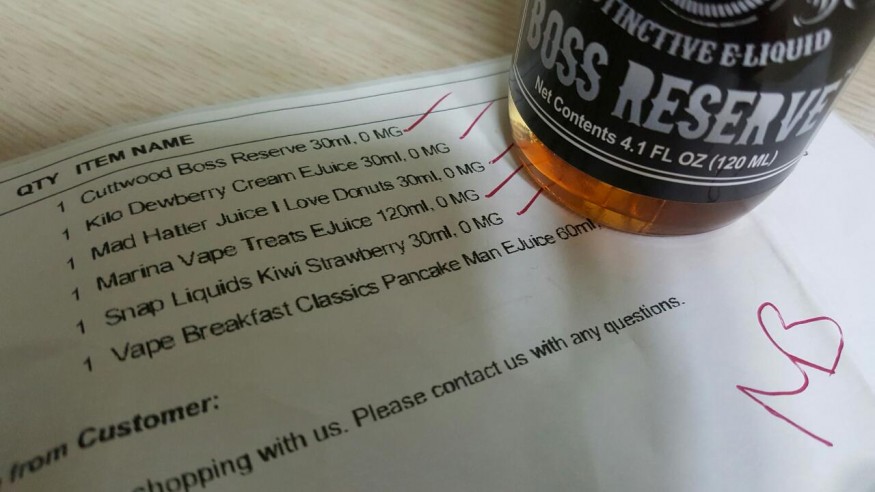 DISTINCTIVE E-LIQUID
BOSS RESERVE
Net Contents 4.1 FL OZ (120 ML)
QTY ITEM NAME
1 Cuttwood Boss Reserve 30ml, 0 MG
1 Kilo Dewberry Cream EJuice 30ml, 0 MG
1 Mad Hatter Juice I Love Donuts 30ml, 0 MG
1 Marina Vape Treats EJuice 120ml, 0 MG
1 Snap Liquids Kiwi Strawberry 30ml, 0 MG
1 Vape Breakfast Classics Pancake Man EJuice 60ml,
from Customer:
shopping with us. Please contact us with any questions.